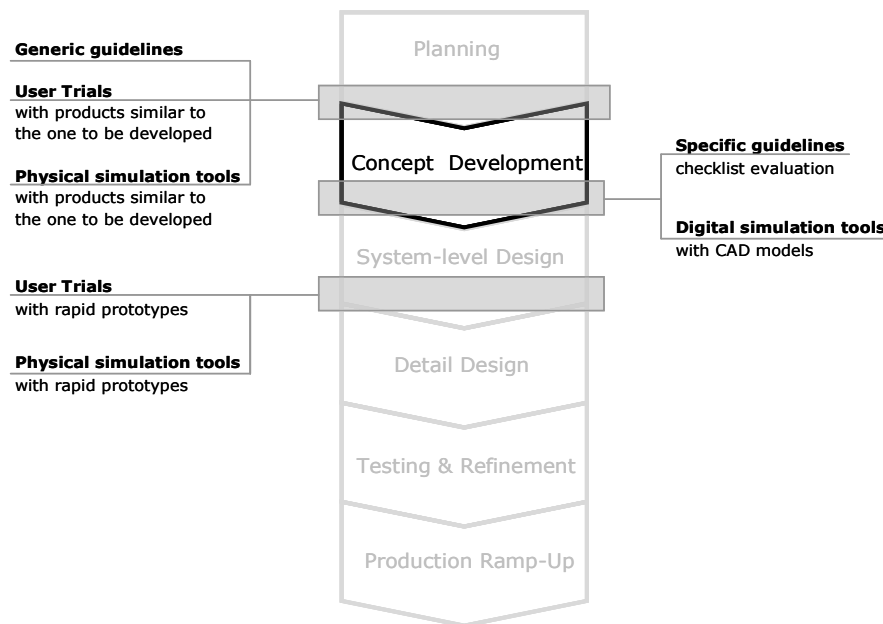 Generic guidelines
User Trials
with products similar to
the one to be developed
Physical simulation tools
with products similar to
the one to be developed
User Trials
with rapid prototypes
Physical simulation tools
with rapid prototypes
Planning
Concept Development
System-level Design
Detail Design
Testing & Refinement
Production Ramp-Up
Specific guidelines
checklist evaluation
Digital simulation tools
with CAD models